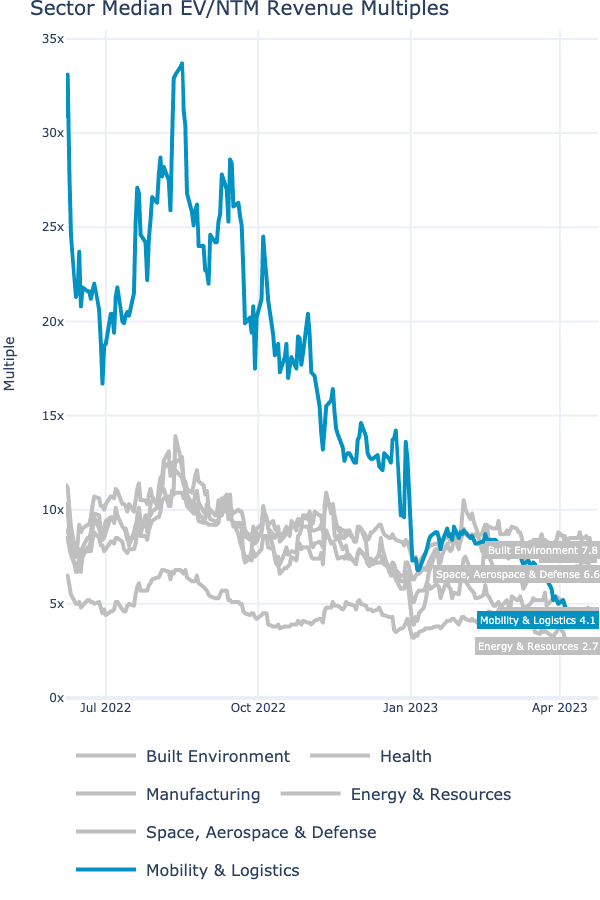 Sector Median EV/NTM Revenue Multiples
35x
30x
25x
20x
15x
10x
5x
0x
Multiple
Built Environment 7.8
Space, Aerospace & Defense 6.6
Mobility & Logistics 4.1
Energy & Resources 2.7
Jul 2022 Oct 2022 Jan 2023 Apr 2023
Built Environment Health
Manufacturing Energy & Resources
Space, Aerospace & Defense
Mobility & Logistics